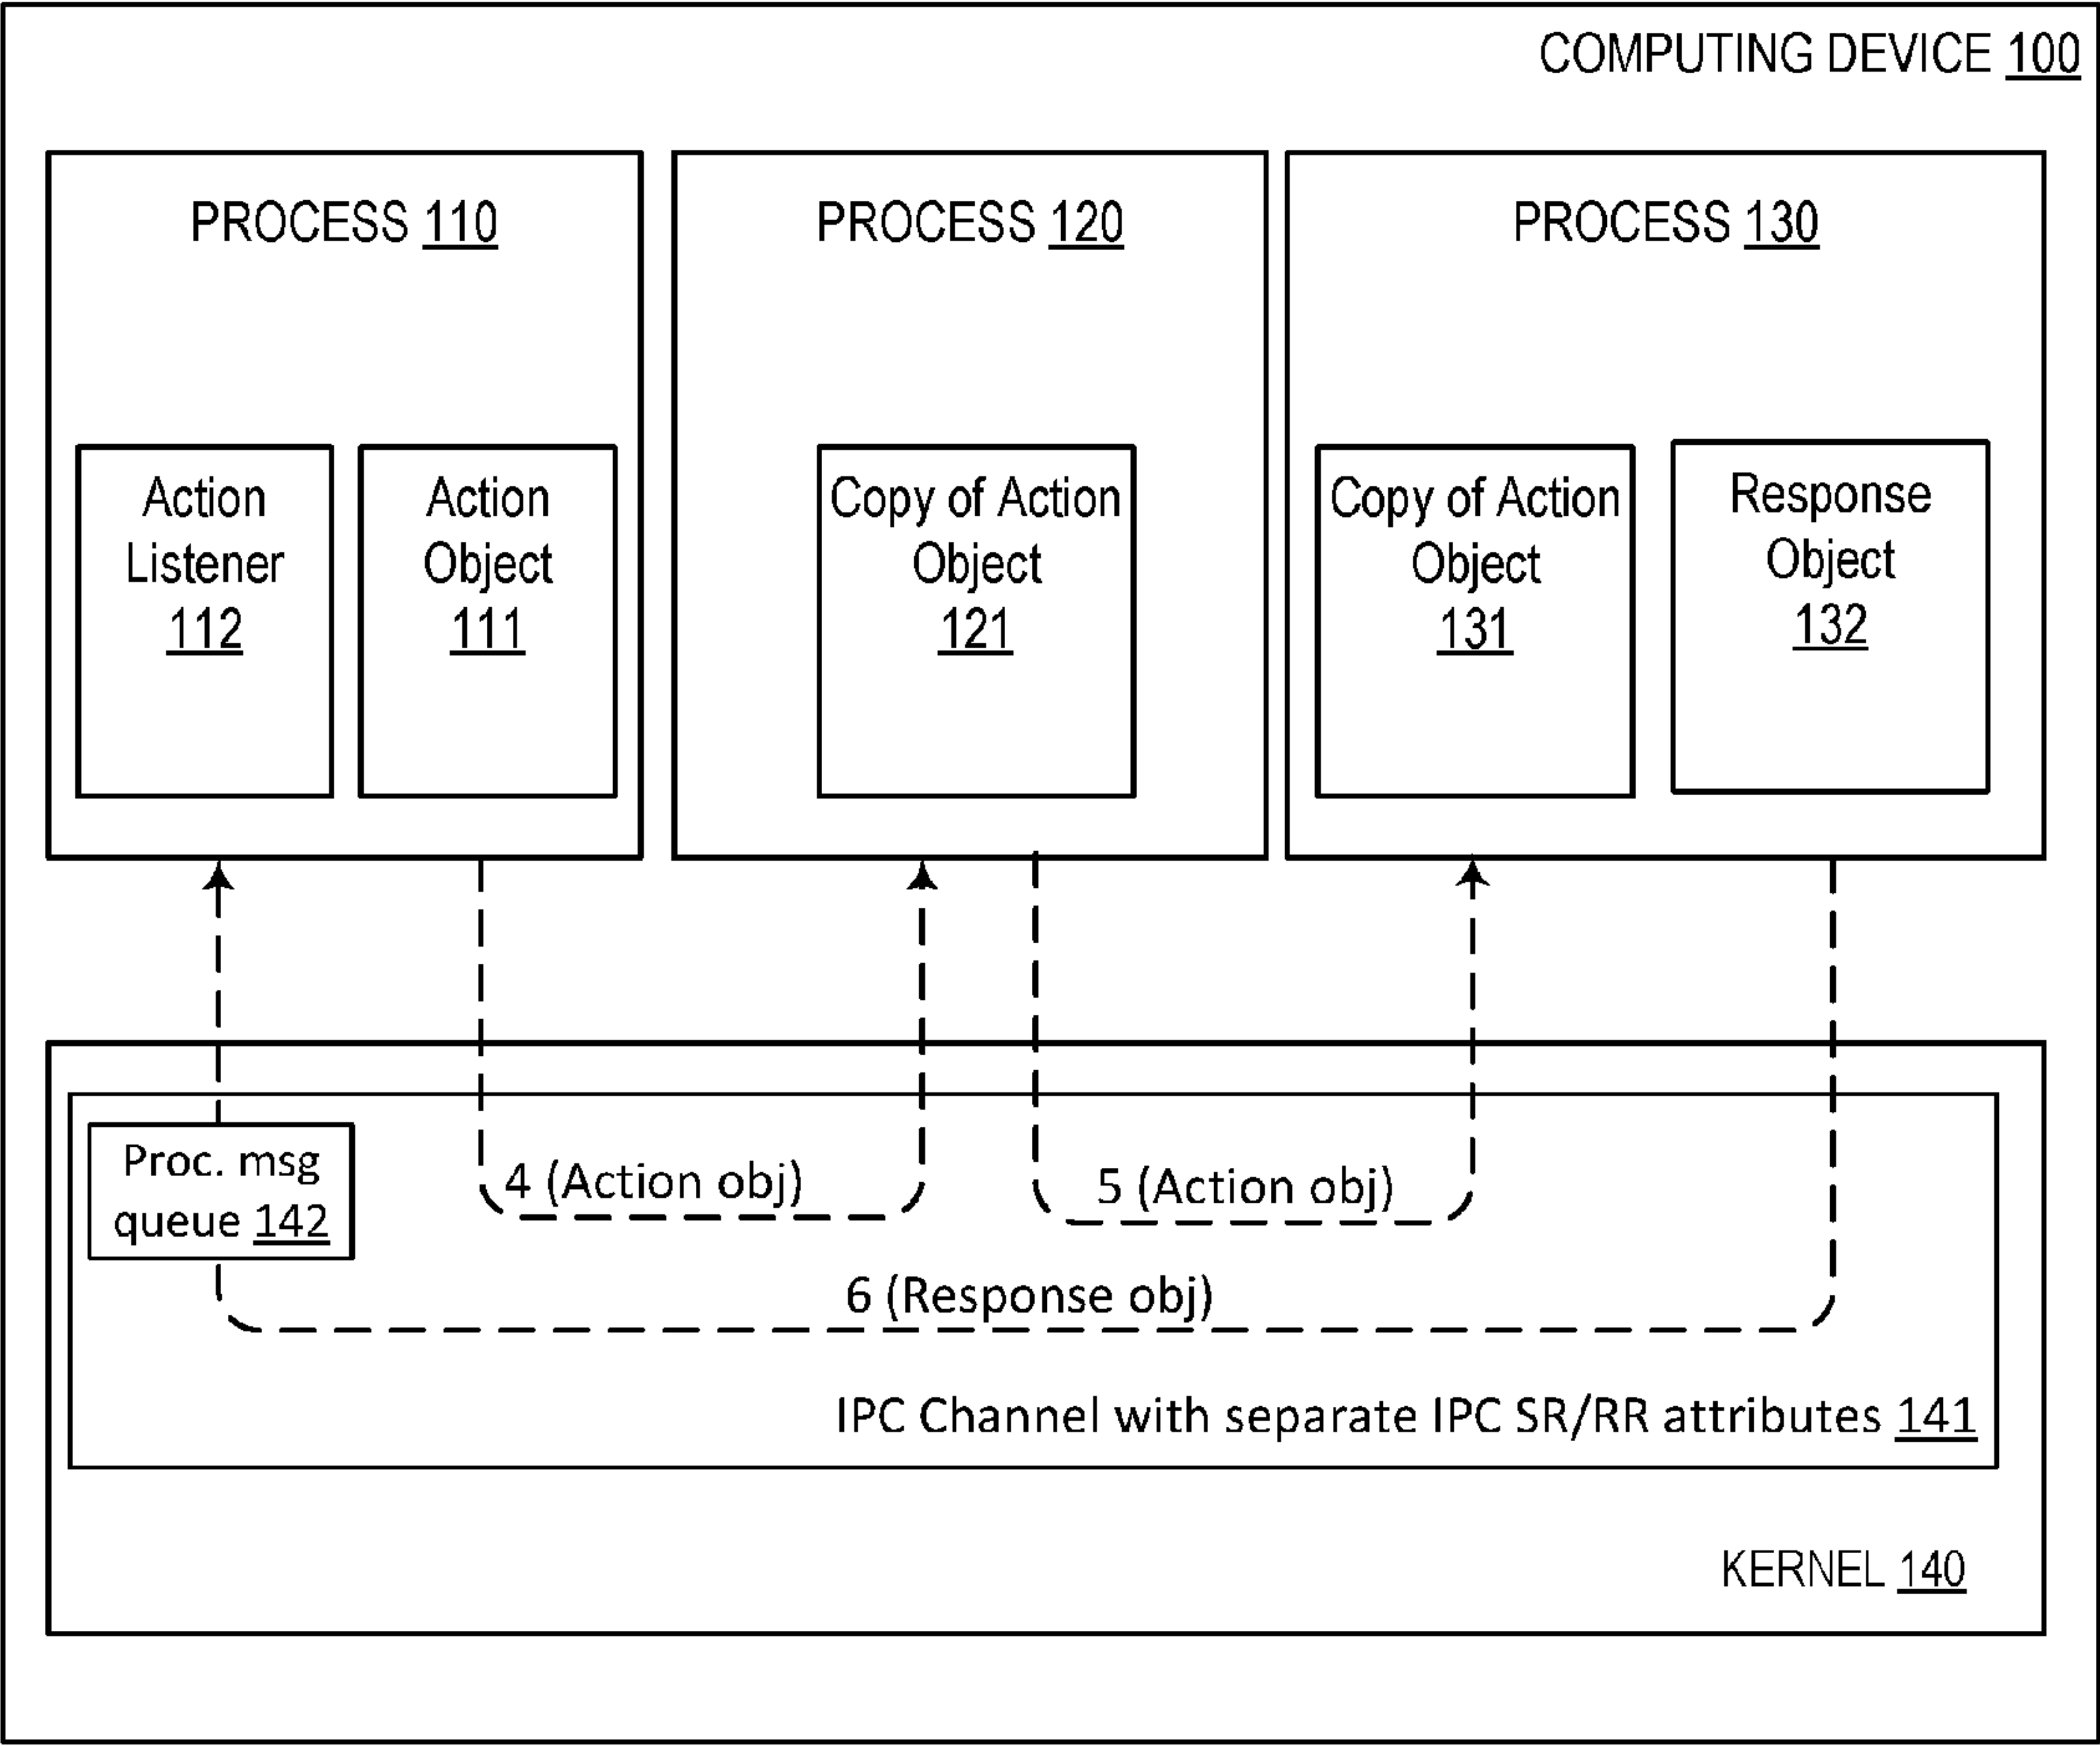 COMPUTING DEVICE 100
PROCESS 110
PROCESS 120
PROCESS 130
Action
Listener
112
Action
Object
111
Copy of Action
Object
121
Copy of Action
Object
131
Response
Object
132
Proc. msg
queue 142
4 (Action obj)
5 (Action obj)
6 (Response obj)
IPC Channel with separate IPC SR/RR attributes 141
KERNEL 140